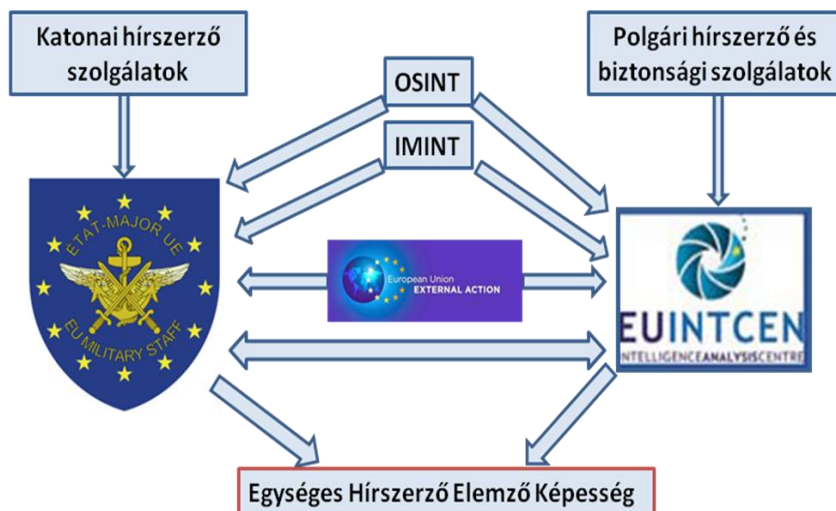 Katonai hírszerző
szolgálatok
Polgári hírszerző és
biztonsági szolgálatok
OSINT
IMINT
ÉTAT-MAJOR UE
EU MILITARY STAFF
European Union
EXTERNAL ACTION
EUINTCEN
INTELLIGENCEANALYSISCENTRE
Egységes Hírszerző Elemző Képesség